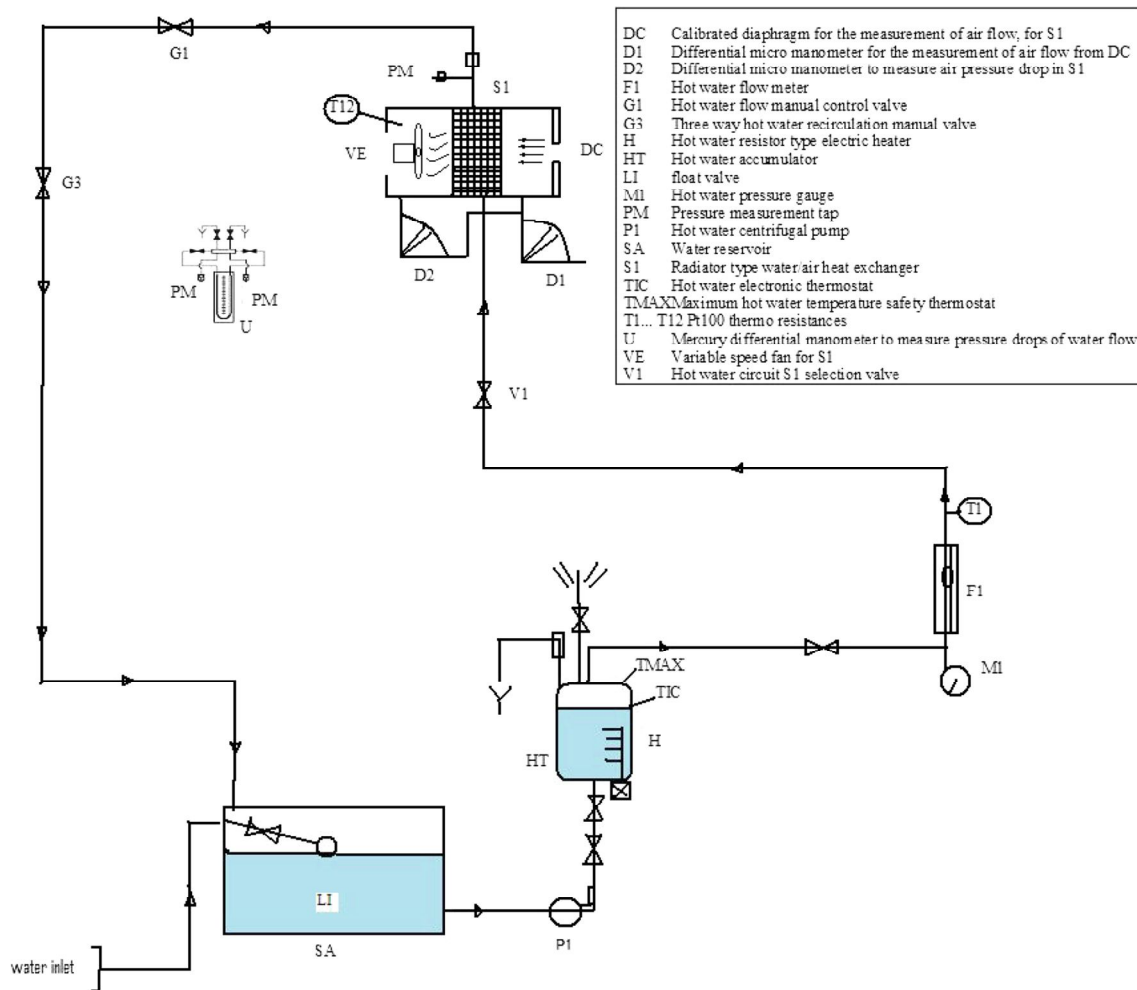 DC Calibrated diaphragm for the measurement of air flow, for S1
D1 Differential micro manometer for the measurement of air flow from DC
D2 Differential micro manometer to measure air pressure drop in S1
F1 Hot water flow meter
G1 Hot water flow manual control valve
G3 Three way hot water recirculation manual valve
H Hot water resistor type electric heater
HT Hot water accumulator
LI float valve
M1 Hot water pressure gauge
PM Pressure measurement tap
P1 Hot water centrifugal pump
SA Water reservoir
S1 Radiator type water/air heat exchanger
TIC Hot water electronic thermostat
TMAXMaximum hot water temperature safety thermostat
T1... T12 Pt100 thermo resistances
U Mercury differential manometer to measure pressure drops of water flow
VE Variable speed fan for S1
V1 Hot water circuit S1 selection valve
G1
PM
S1
T12
VE
DC
G3
D2
D1
PM
PM
U
V1
T1
F1
M1
TMAX
TIC
H
HT
LI
SA
P1
water inlet